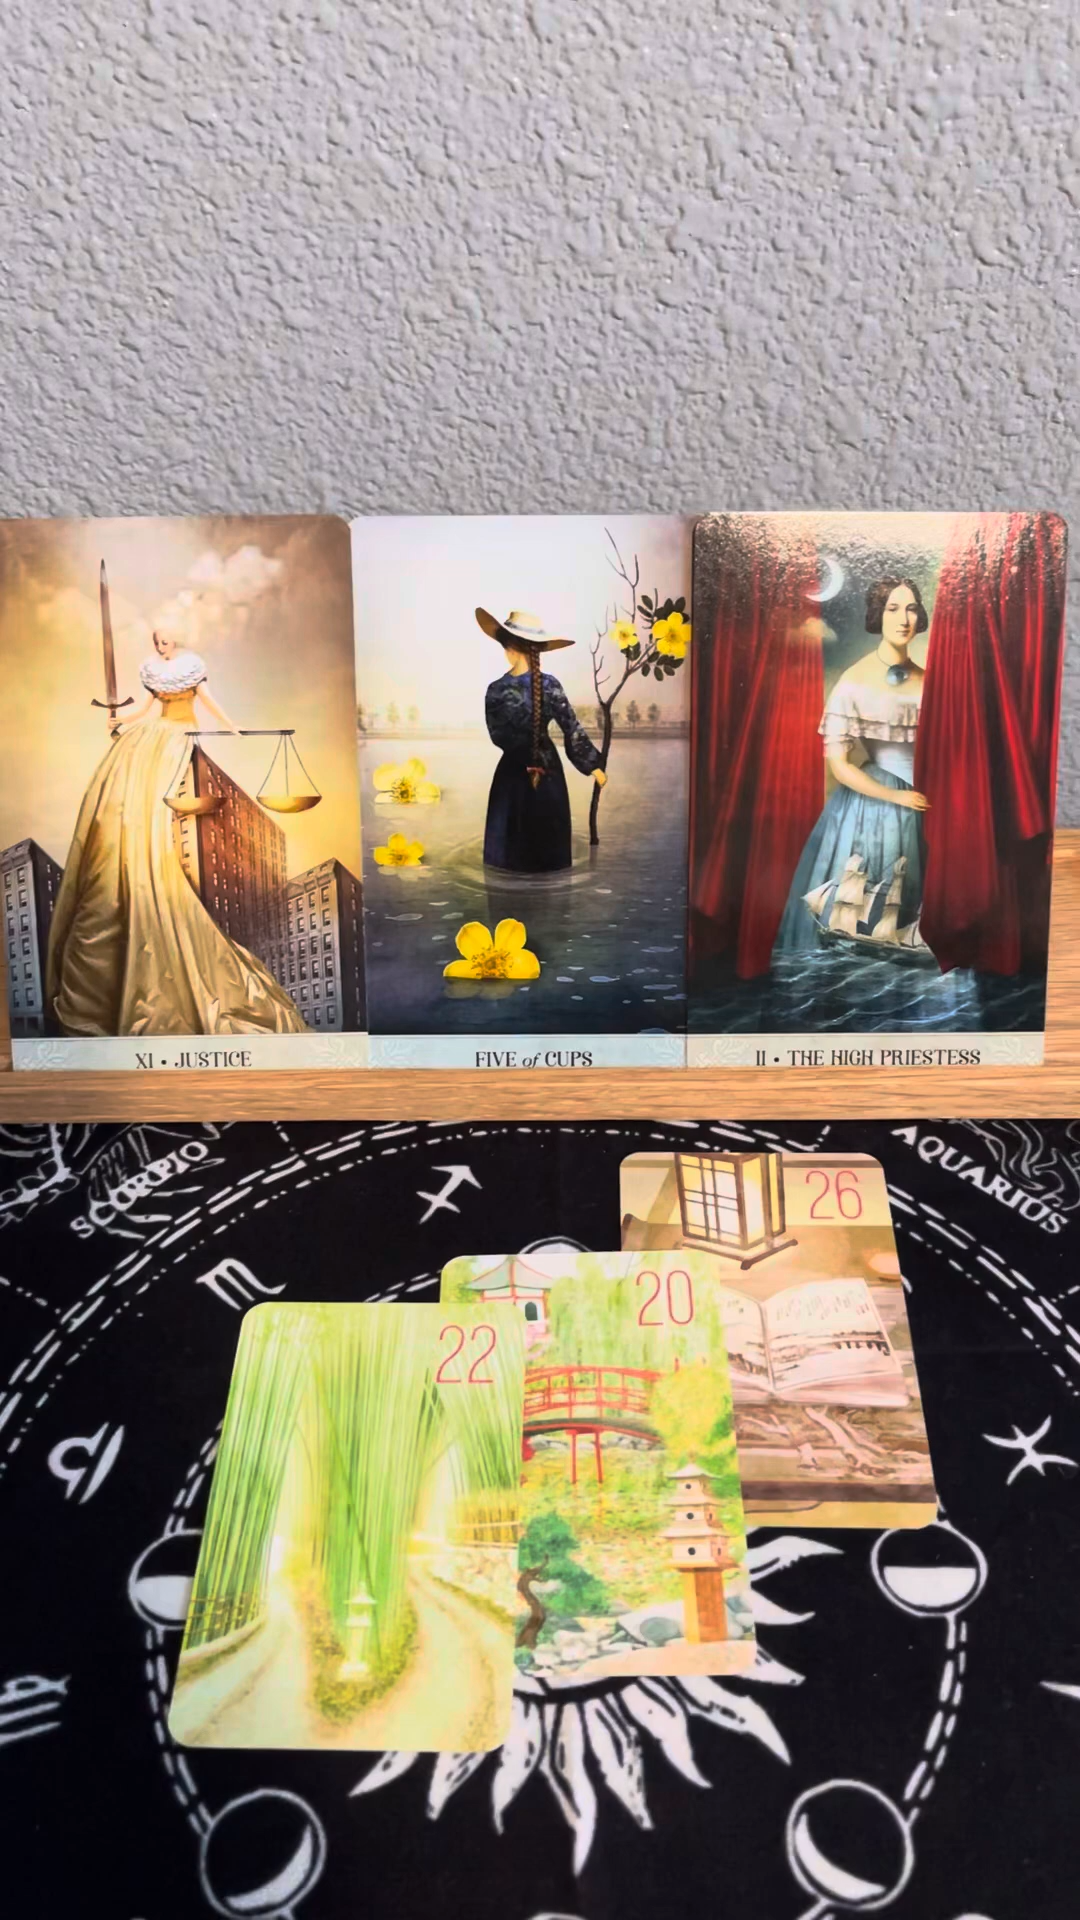 XI • JUSTICE
FIVE of CUPS
II • THE HIGH PRIESTESS
SCORPIO
AQUARIUS
26
20
22